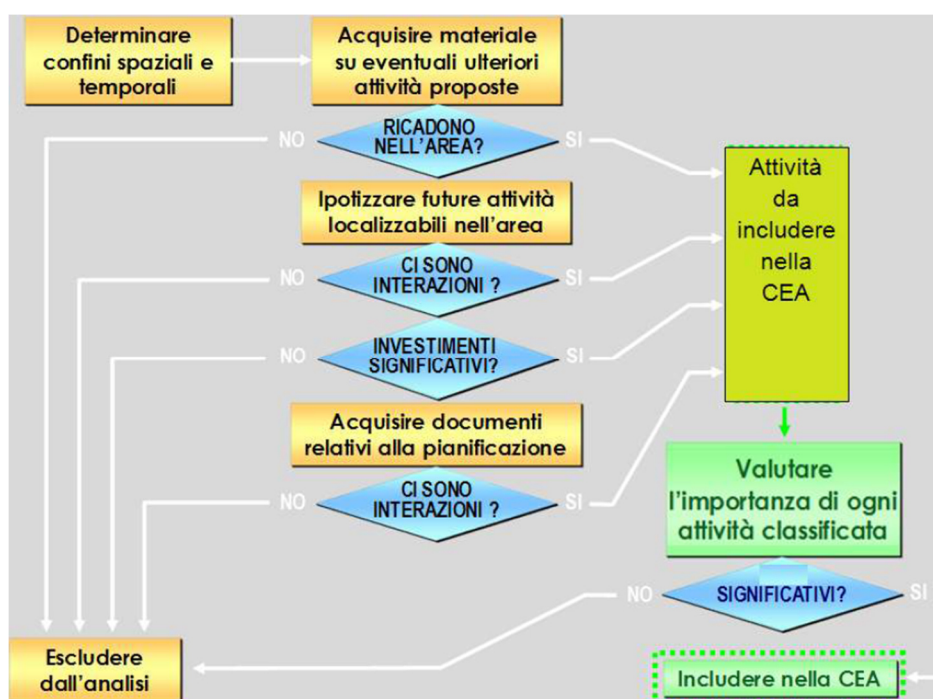 Determinare
confini spaziali e
temporali
Acquisire materiale
su eventuali ulteriori
attività proposte
NO
RICADONO
NELL'AREA?
SI
Attività
da
includere
nella
CEA
Ipotizzare future attività
localizzabili nell'area
NO
CI SONO
INTERAZIONI ?
SI
NO
INVESTIMENTI
SIGNIFICATIVI?
SI
Acquisire documenti
relativi alla pianificazione
NO
CI SONO
INTERAZIONI ?
SI
Valutare
l'importanza di ogni
attività classificata
NO
SIGNIFICATIVI?
SI
Escludere
dall'analisi
Includere nella CEA